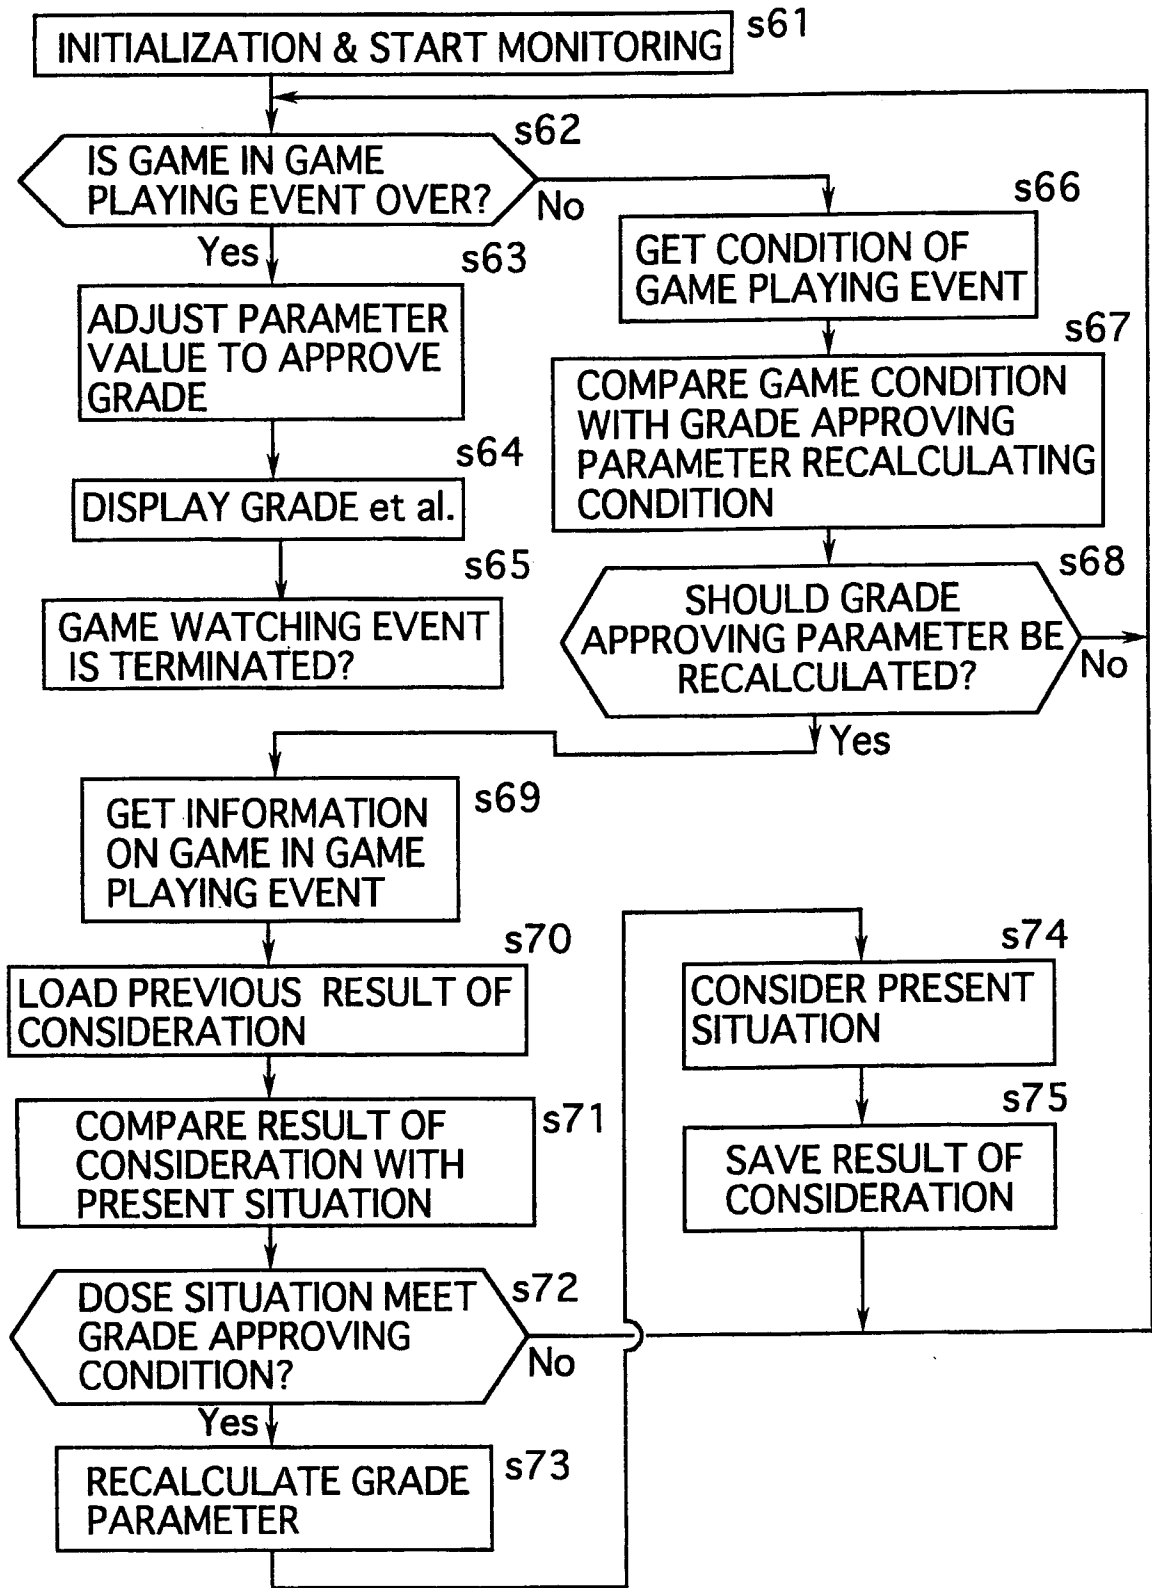 INITIALIZATION & START MONITORING
s61
IS GAME IN GAME
PLAYING EVENT OVER?
s62
No
Yes
s63
ADJUST PARAMETER
VALUE TO APPROVE
GRADE
s64
DISPLAY GRADE et al.
s65
GAME WATCHING EVENT
IS TERMINATED?
s66
GET CONDITION OF
GAME PLAYING EVENT
s67
COMPARE GAME CONDITION
WITH GRADE APPROVING
PARAMETER RECALCULATING
CONDITION
s68
SHOULD GRADE
APPROVING PARAMETER BE
RECALCULATED?
No
Yes
s69
GET INFORMATION
ON GAME IN GAME
PLAYING EVENT
s70
LOAD PREVIOUS RESULT OF
CONSIDERATION
s71
COMPARE RESULT OF
CONSIDERATION WITH
PRESENT SITUATION
s72
DOSE SITUATION MEET
GRADE APPROVING
CONDITION?
No
Yes
s73
RECALCULATE GRADE
PARAMETER
s74
CONSIDER PRESENT
SITUATION
s75
SAVE RESULT OF
CONSIDERATION